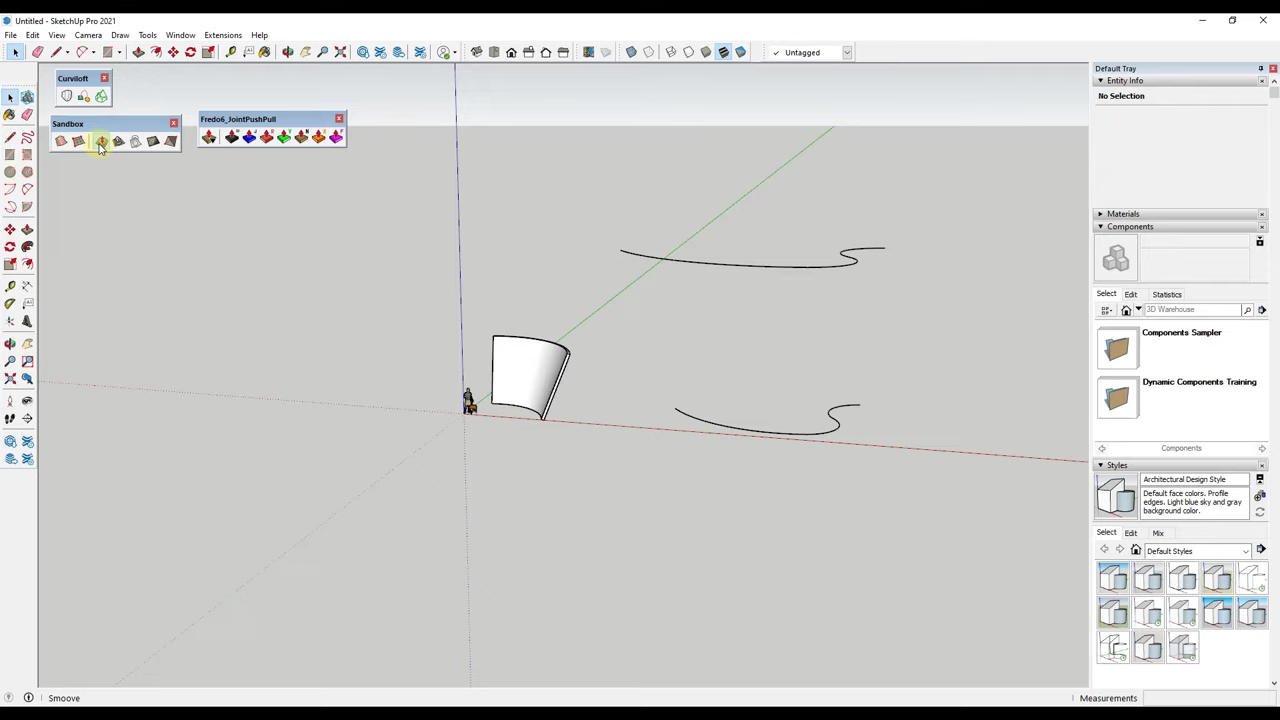 Untitled - SketchUp Pro 2021
File Edit View Camera Draw Tools Window Extensions Help
Untagged
Default Tray
Entity Info
No Selection
Curviloft
Sandbox
Fredo6_JointPushPull
Materials
Components
Select Edit Statistics
3D Warehouse
Components Sampler
Dynamic Components Training
Components
Styles
Architectural Design Style
Default face colors. Profile
edges. Light blue sky and gray
background color.
Select Edit Mix
Default Styles
Smoove
Measurements